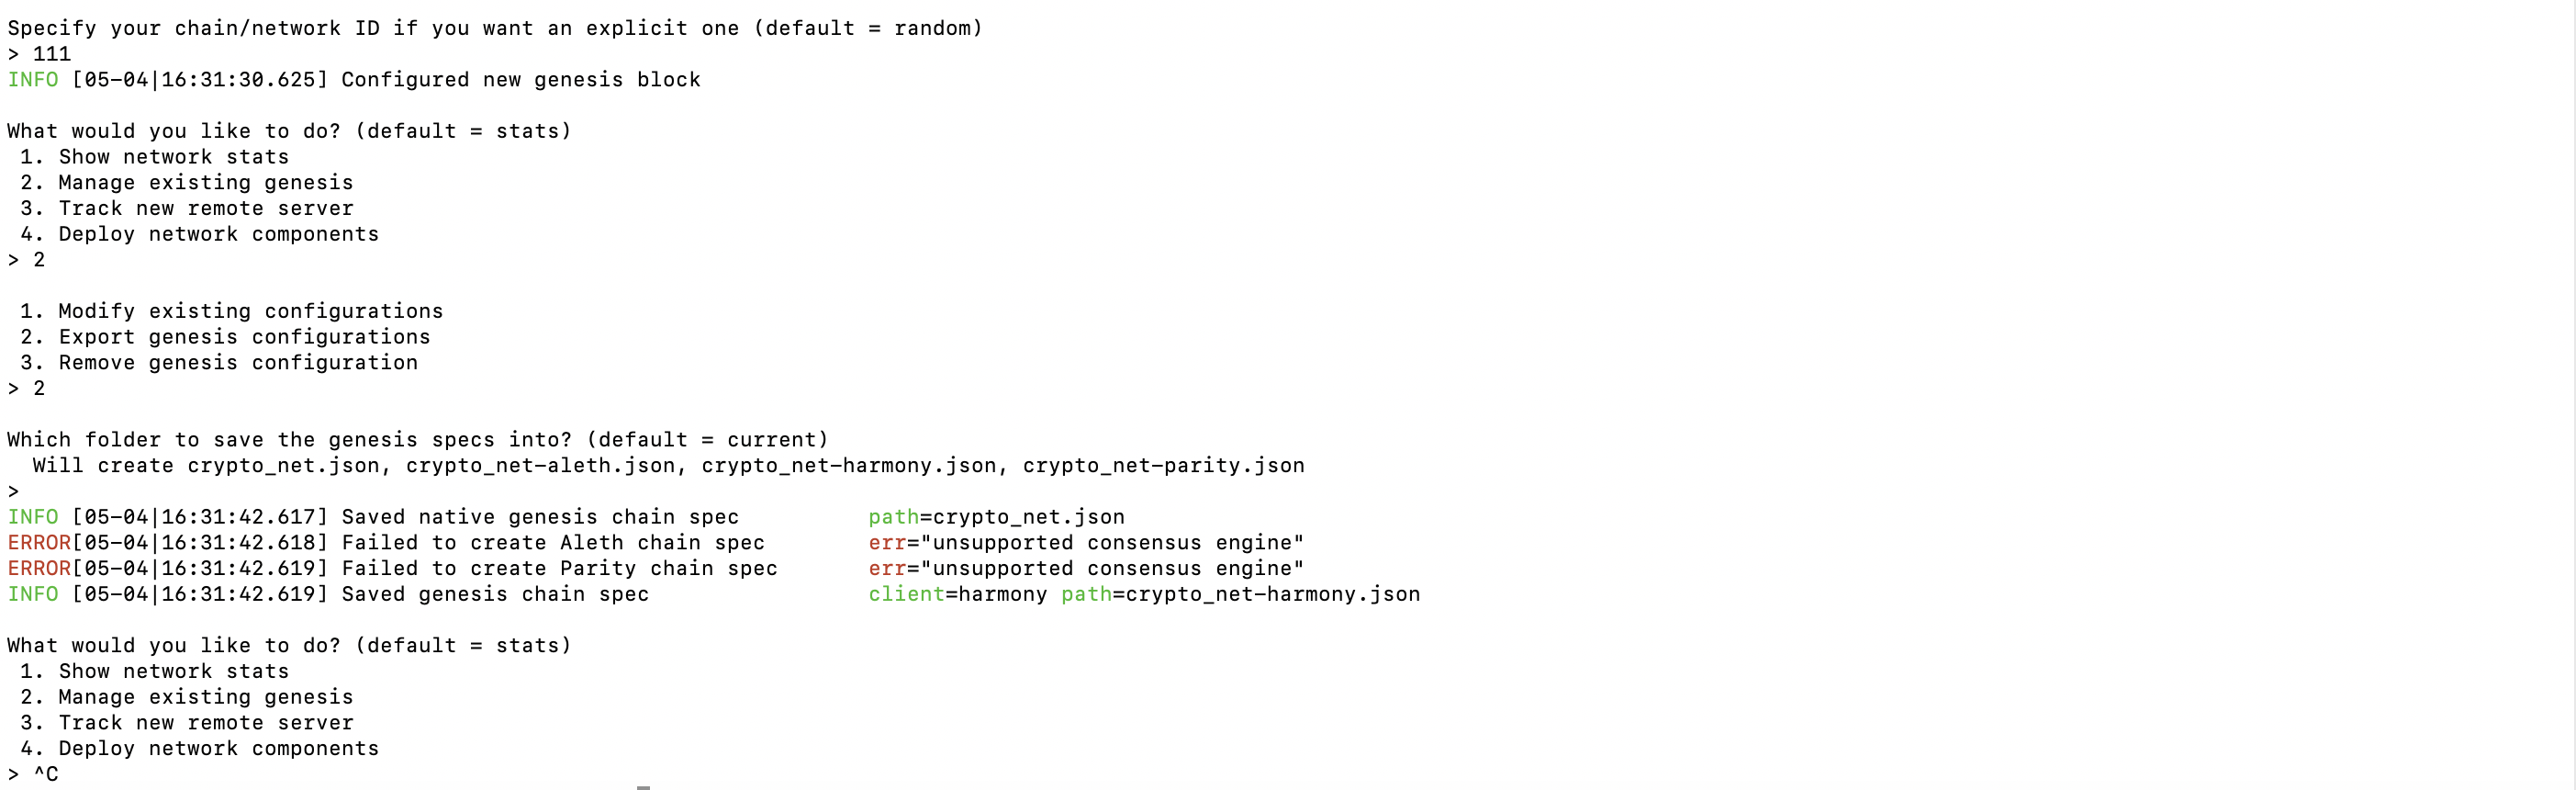 Specify your chain/network ID if you want an explicit one (default = random)
> 111
INFO [05-04|16:31:30.625] Configured new genesis block
What would you like to do? (default = stats)
1. Show network stats
2. Manage existing genesis
3. Track new remote server
4. Deploy network components
> 2
1. Modify existing configurations
2. Export genesis configurations
3. Remove genesis configuration
> 2
Which folder to save the genesis specs into? (default = current)
Will create crypto_net.json, crypto_net-aleth.json, crypto_net-harmony.json, crypto_net-parity.json
>
INFO [05-04|16:31:42.617] Saved native genesis chain spec path=crypto_net.json
ERROR[05-04|16:31:42.618] Failed to create Aleth chain spec err="unsupported consensus engine"
ERROR[05-04|16:31:42.619] Failed to create Parity chain spec err="unsupported consensus engine"
INFO [05-04|16:31:42.619] Saved genesis chain spec client=harmony path=crypto_net-harmony.json
What would you like to do? (default = stats)
1. Show network stats
2. Manage existing genesis
3. Track new remote server
4. Deploy network components
> ^C